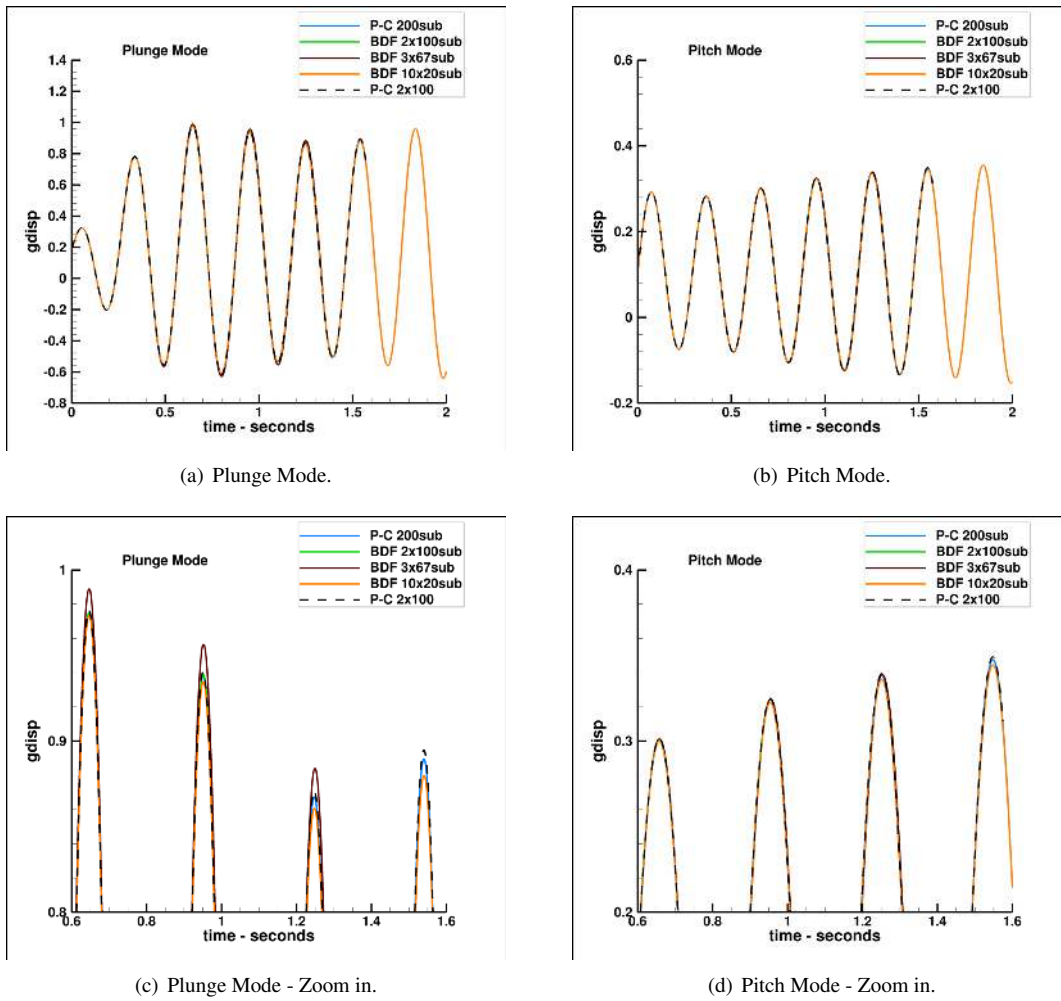 P-C 200sub
BDF 2x100sub
BDF 3x67sub
BDF 10x20sub
P-C 2x100
Plunge Mode
1.4
1.2
1
0.8
0.6
0.4
0.2
0
-0.2
-0.4
-0.6
-0.8
gdisp
0 0.5 1 1.5 2
time - seconds
(a) Plunge Mode.
P-C 200sub
BDF 2x100sub
BDF 3x67sub
BDF 10x20sub
P-C 2x100
Pitch Mode
0.6
0.4
0.2
0
-0.2
gdisp
0 0.5 1 1.5 2
time - seconds
(b) Pitch Mode.
P-C 200sub
BDF 2x100sub
BDF 3x67sub
BDF 10x20sub
P-C 2x100
Plunge Mode
1
0.9
0.8
gdisp
0.6 0.8 1 1.2 1.4 1.6
time - seconds
(c) Plunge Mode - Zoom in.
P-C 200sub
BDF 2x100sub
BDF 3x67sub
BDF 10x20sub
P-C 2x100
Pitch Mode
0.4
0.3
0.2
gdisp
0.6 0.8 1 1.2 1.4 1.6
time - seconds
(d) Pitch Mode - Zoom in.